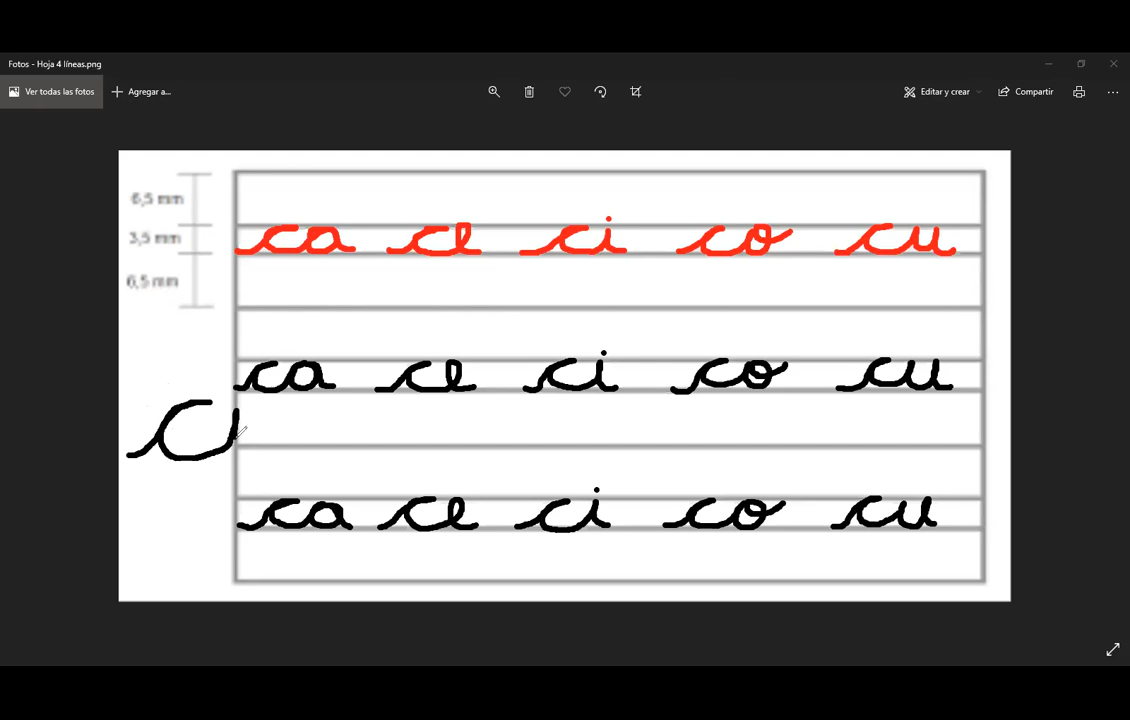 Fotos - Hoja 4 líneas.png
Ver todas las fotos Agregar a... Editar y crear Compartir
6,5 mm
3,5 mm
6,5 mm
ca ce ci co cu
ca ce ci co cu
ca ce ci co cu